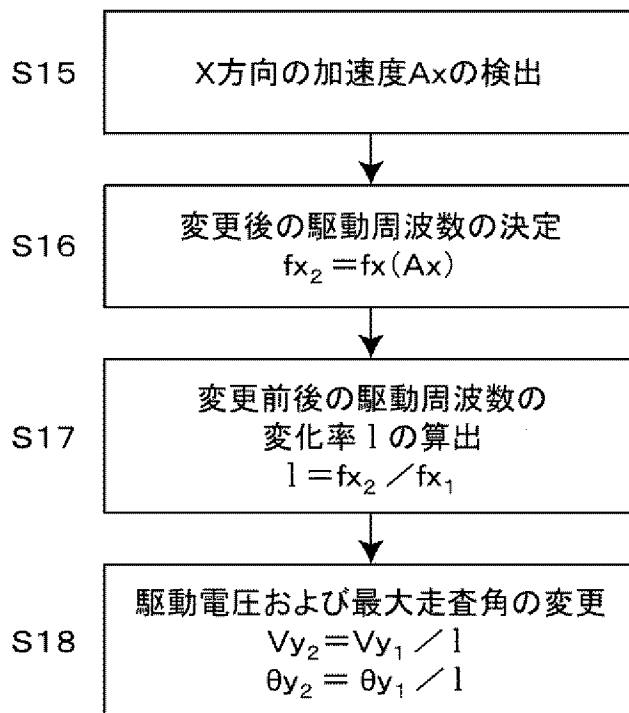 S15
X方向の加速度Axの検出
S16
変更後の駆動周波数の決定
fx₂＝fx(Ax)
S17
変更前後の駆動周波数の
変化率 l の算出
l＝fx₂／fx₁
S18
駆動電圧および最大走査角の変更
Vy₂＝Vy₁／l
θy₂＝θy₁／l